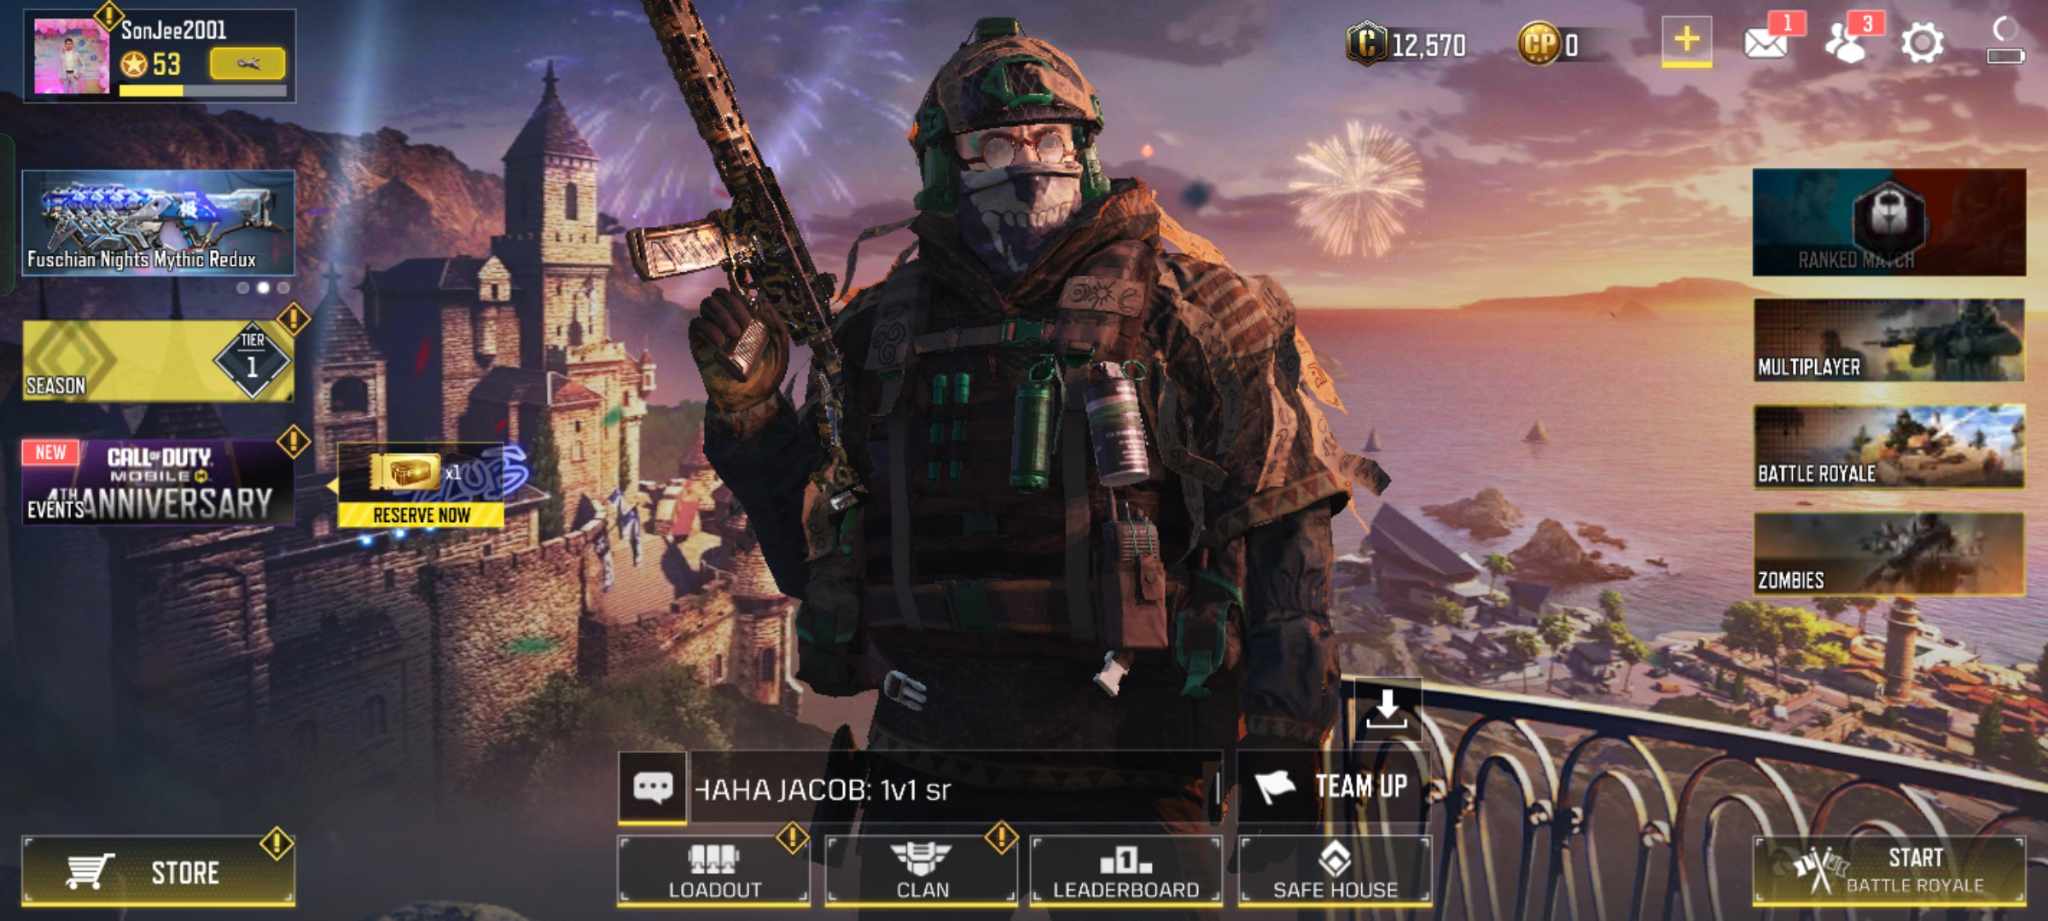 SonJee2001
53
12,570
CP 0
1
3
Fuschian Nights Mythic Redux
TIER
1
SEASON
NEW
CALL OF DUTY
MOBILE
4TH ANNIVERSARY
EVENTS
x1
RESERVE NOW
RANKED MATCH
MULTIPLAYER
BATTLE ROYALE
ZOMBIES
HAHA JACOB: 1v1 sr
TEAM UP
STORE
LOADOUT
CLAN
1
LEADERBOARD
SAFE HOUSE
START
BATTLE ROYALE